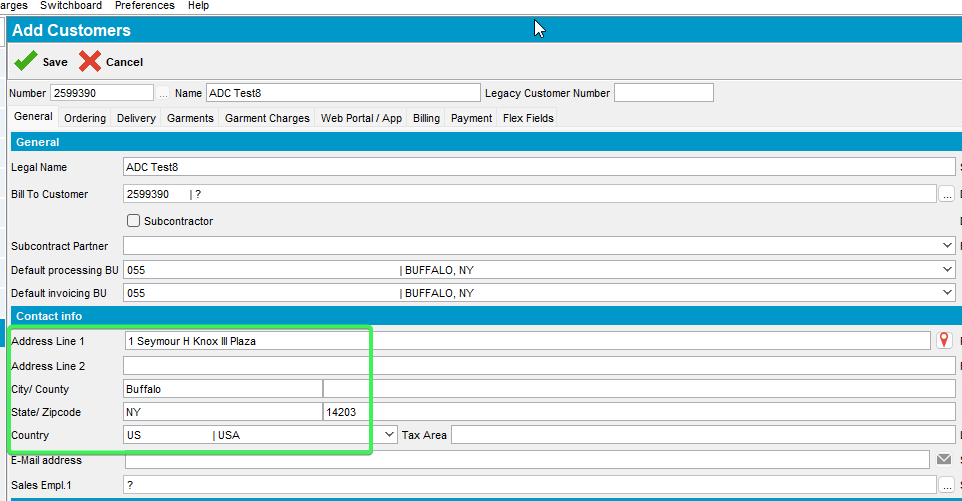 arges Switchboard Preferences Help
Add Customers
Save Cancel
Number 2599390 ... Name ADC Test8 Legacy Customer Number
General Ordering Delivery Garments Garment Charges Web Portal / App Billing Payment Flex Fields
General
Legal Name ADC Test8
Bill To Customer 2599390 | ? ...
Subcontractor
Subcontract Partner
Default processing BU 055 | BUFFALO, NY
Default invoicing BU 055 | BUFFALO, NY
Contact info
Address Line 1 1 Seymour H Knox III Plaza
Address Line 2
City/ County Buffalo
State/ Zipcode NY 14203
Country US | USA Tax Area
E-Mail address
Sales Empl.1 ? ...